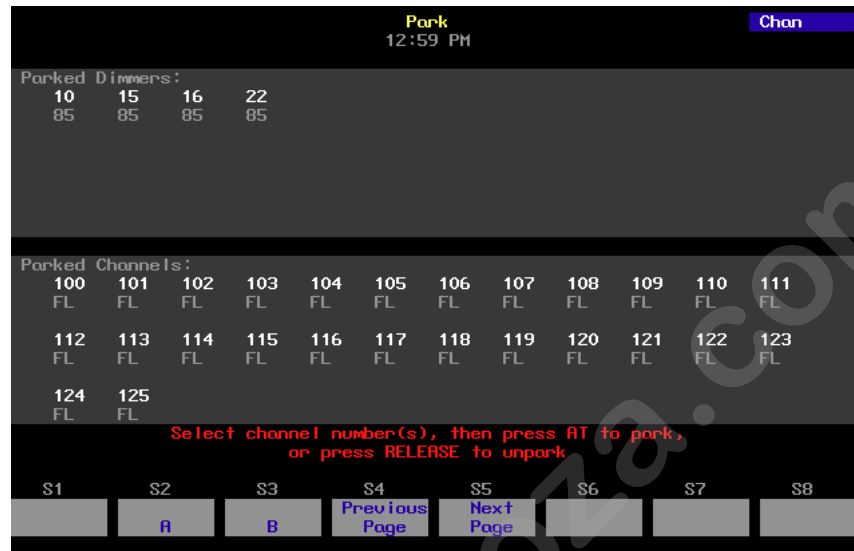 Park
Chan
12:59 PM
Parked Dimmers:
10 15 16 22
85 85 85 85
Parked Channels:
100 101 102 103 104 105 106 107 108 109 110 111
FL FL FL FL FL FL FL FL FL FL FL FL
112 113 114 115 116 117 118 119 120 121 122 123
FL FL FL FL FL FL FL FL FL FL FL FL
124 125
FL FL
Select channel number(s), then press AT to park,
or press RELEASE to unpark
S1 S2 S3 S4 S5 S6 S7 S8
Previous Next
A B Page Page